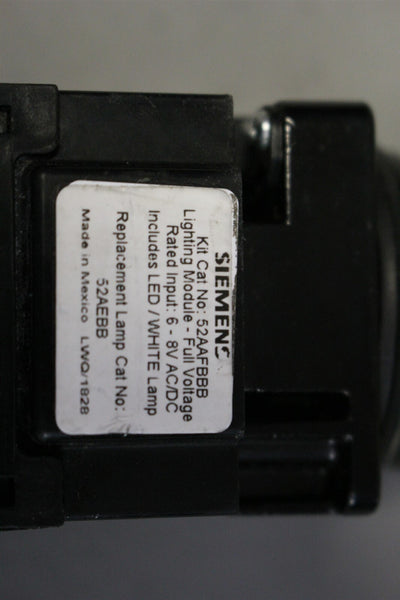 SIEMENS
Kit Cat No: 52AAFBBB
Lighting Module - Full Voltage
Rated Input: 6 - 8V AC/DC
Includes LED / WHITE Lamp
Replacement Lamp Cat No:
52AEBB
Made in Mexico LWQ/1828